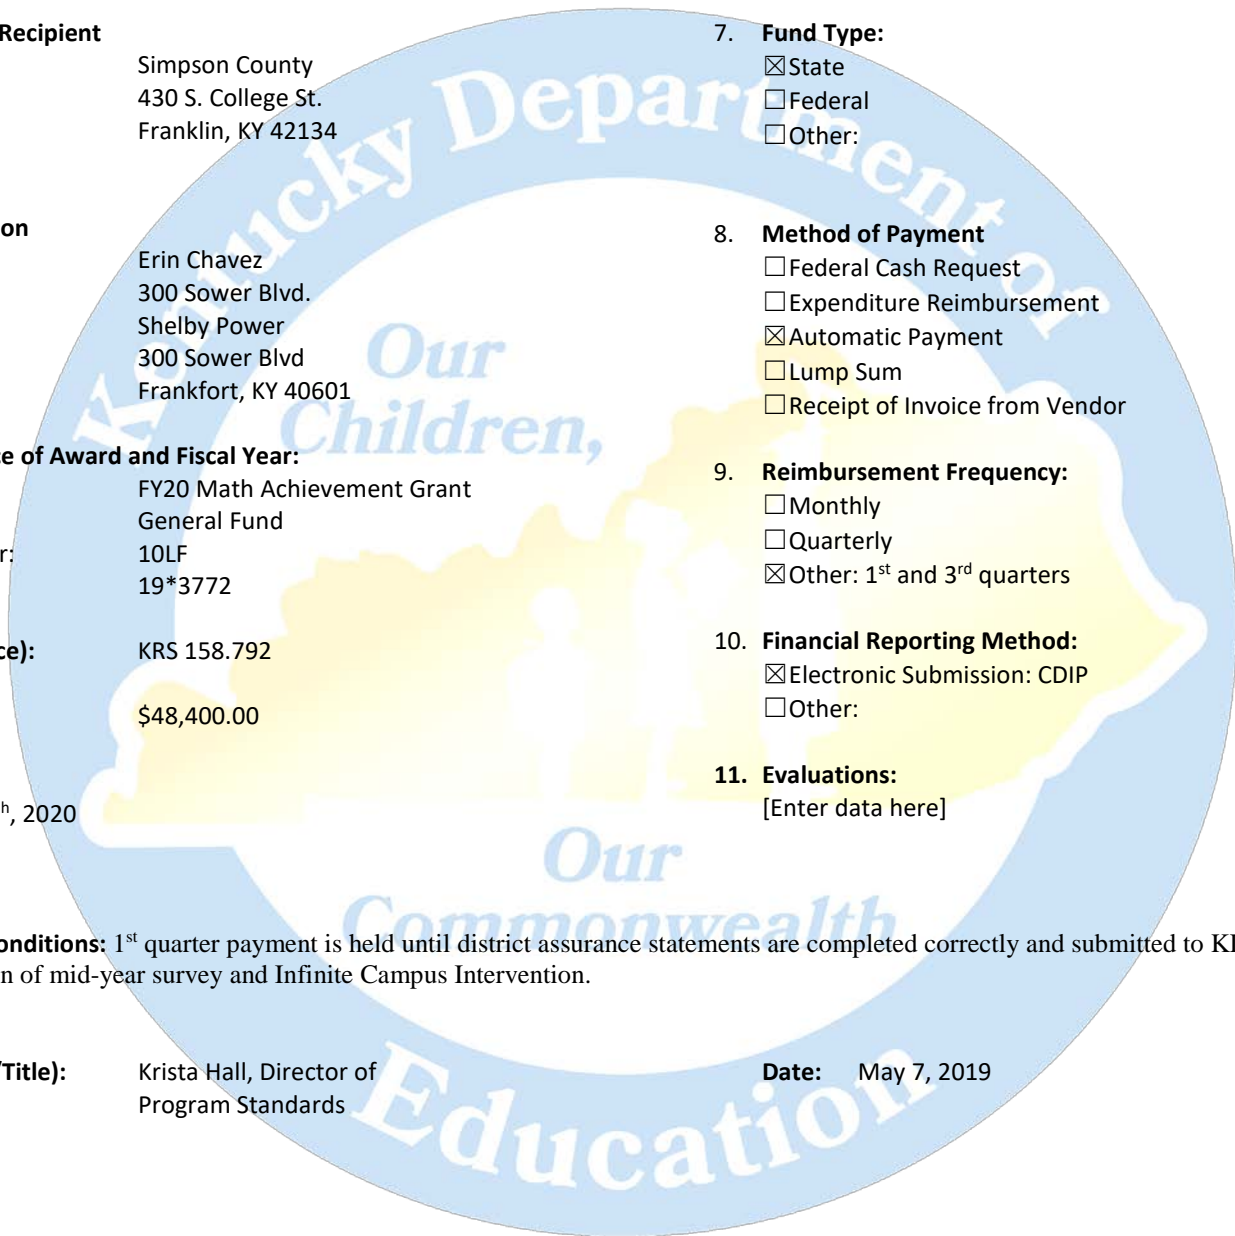 Recipient
Simpson County
430 S. College St.
Franklin, KY 42134
on
Erin Chavez
300 Sower Blvd.
Shelby Power
300 Sower Blvd
Frankfort, KY 40601
e of Award and Fiscal Year:
FY20 Math Achievement Grant
General Fund
r: 10LF
19*3772
ce): KRS 158.792
$48,400.00
h, 2020
7. Fund Type:
☒State
☐Federal
☐Other:
8. Method of Payment
☐Federal Cash Request
☐Expenditure Reimbursement
☒Automatic Payment
☐Lump Sum
☐Receipt of Invoice from Vendor
9. Reimbursement Frequency:
☐Monthly
☐Quarterly
☒Other: 1st and 3rd quarters
10. Financial Reporting Method:
☒Electronic Submission: CDIP
☐Other:
11. Evaluations:
[Enter data here]
onditions: 1st quarter payment is held until district assurance statements are completed correctly and submitted to K
n of mid-year survey and Infinite Campus Intervention.
/Title): Krista Hall, Director of
Program Standards
Date: May 7, 2019
Kentucky Department of
Education
Our
Children,
Our
Commonwealth